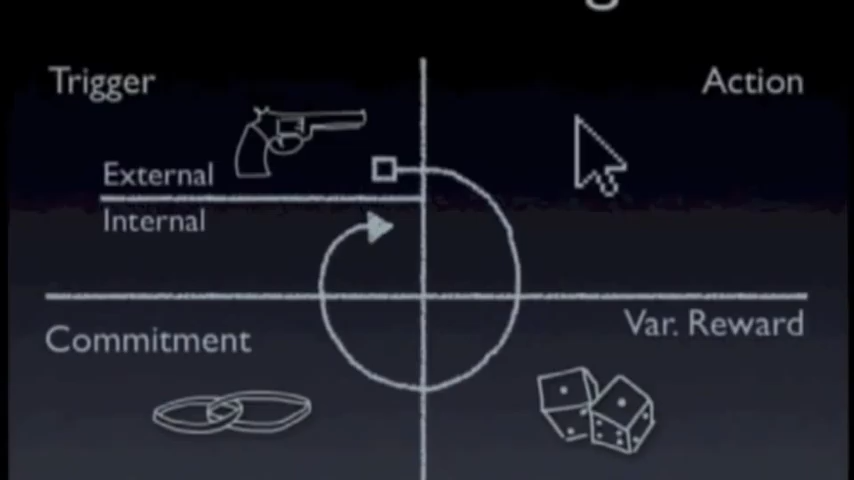 Trigger
Action
External
Internal
Var. Reward
Commitment